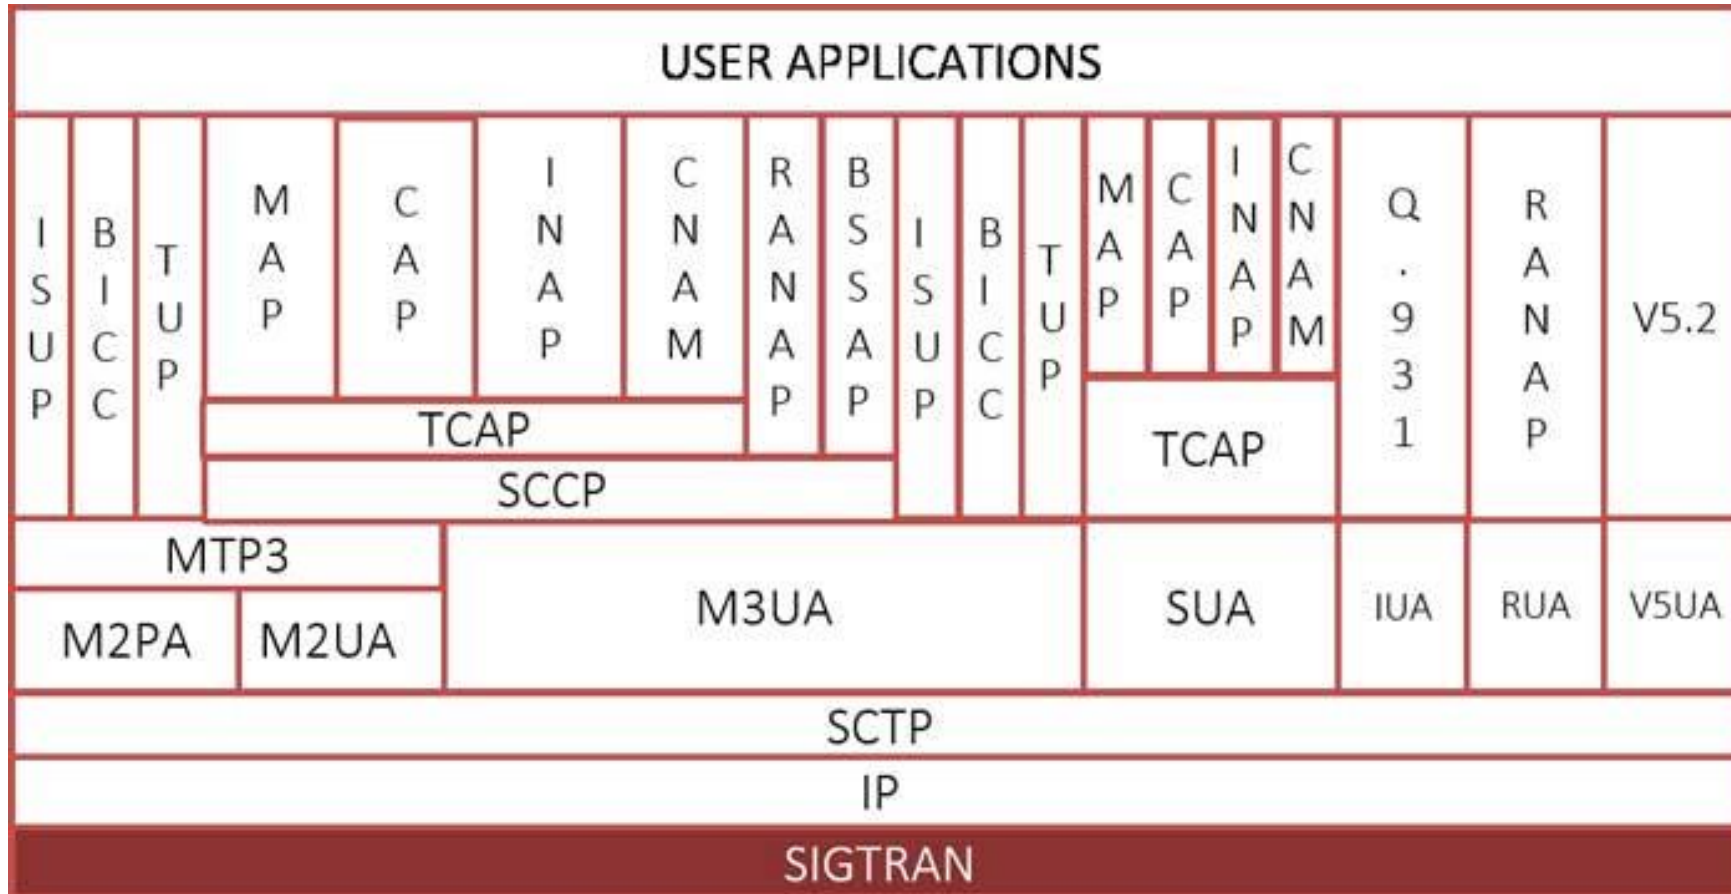 USER APPLICATIONS
ISUP
BICC
TUP
MAP
CAP
INAP
CNAM
RANAP
BSSAP
ISUP
BICC
TUP
MAP
CAP
INAP
CNAM
Q.931
RANAP
V5.2
TCAP
TCAP
SCCP
MTP3
M3UA
SUA
IUA
RUA
V5UA
M2PA
M2UA
SCTP
IP
SIGTRAN